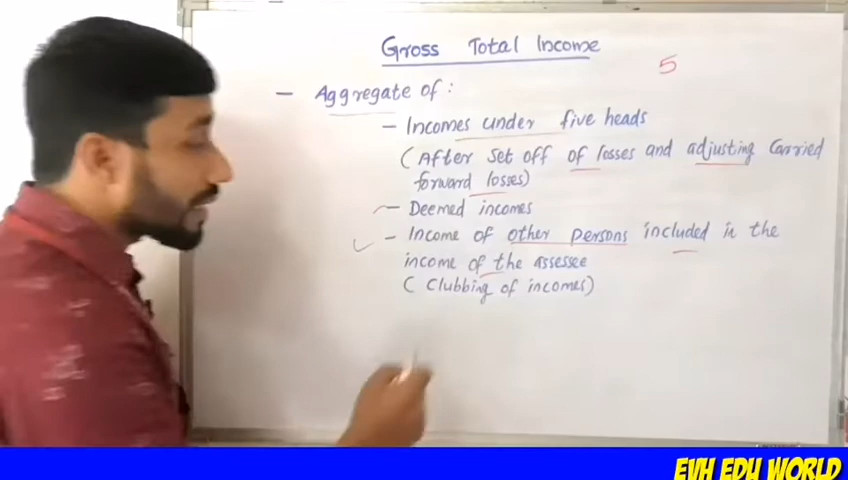 Gross Total Income
5
- Aggregate of :
- Incomes under five heads
(After set off of losses and adjusting Carried
forward losses)
- Deemed incomes
- Income of other persons included in the
income of the assessee
( Clubbing of incomes)
EVH EDU WORLD